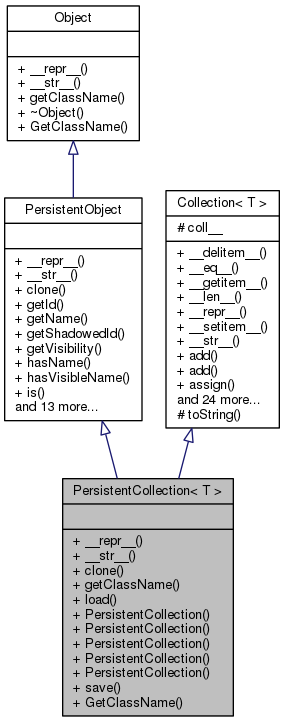 Object
+ __repr__()
+ __str__()
+ getClassName()
+ ~Object()
+ GetClassName()
PersistentObject
+ __repr__()
+ __str__()
+ clone()
+ getId()
+ getName()
+ getShadowedId()
+ getVisibility()
+ hasName()
+ hasVisibleName()
+ is()
and 13 more...
Collection< T >
# coll__
+ __delitem__()
+ __eq__()
+ __getitem__()
+ __len__()
+ __repr__()
+ __setitem__()
+ __str__()
+ add()
+ add()
+ assign()
and 24 more...
# toString()
PersistentCollection< T >
+ __repr__()
+ __str__()
+ clone()
+ getClassName()
+ load()
+ PersistentCollection()
+ PersistentCollection()
+ PersistentCollection()
+ PersistentCollection()
+ PersistentCollection()
+ save()
+ GetClassName()